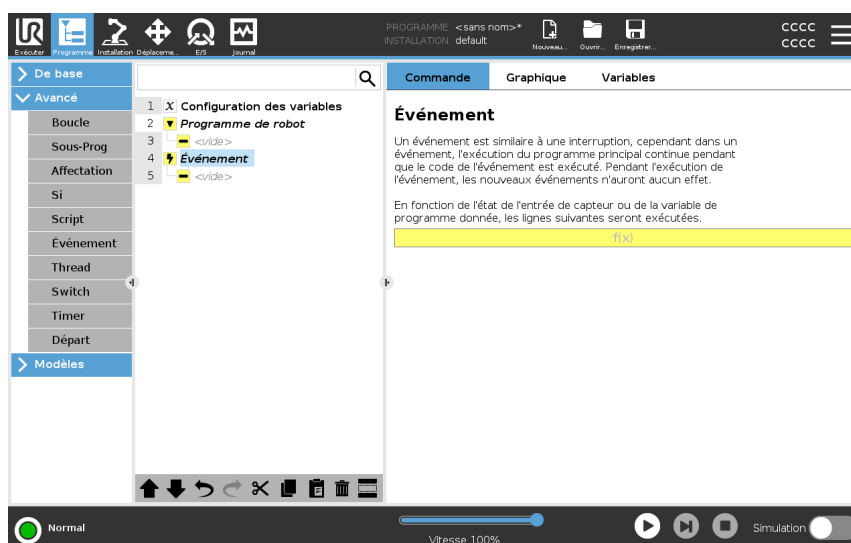 UR
Exécuter
Programme
Installation
Déplaceme...
E/S
Journal
PROGRAMME <sans nom>*
INSTALLATION default
Nouveau...
Ouvrir...
Enregistrer...
CCCC
CCCC
De base
Avancé
Boucle
Sous-Prog
Affectation
Si
Script
Événement
Thread
Switch
Timer
Départ
Modèles
1 X Configuration des variables
2 Programme de robot
3 <vide>
4 Événement
5 <vide>
Commande
Graphique
Variables
Événement
Un événement est similaire à une interruption, cependant dans un
événement, l'exécution du programme principal continue pendant
que le code de l'événement est exécuté. Pendant l'exécution de
l'événement, les nouveaux événements n'auront aucun effet.
En fonction de l'état de l'entrée de capteur ou de la variable de
programme donnée, les lignes suivantes seront exécutées.
f(x)
Normal
Vitesse 100%
Simulation